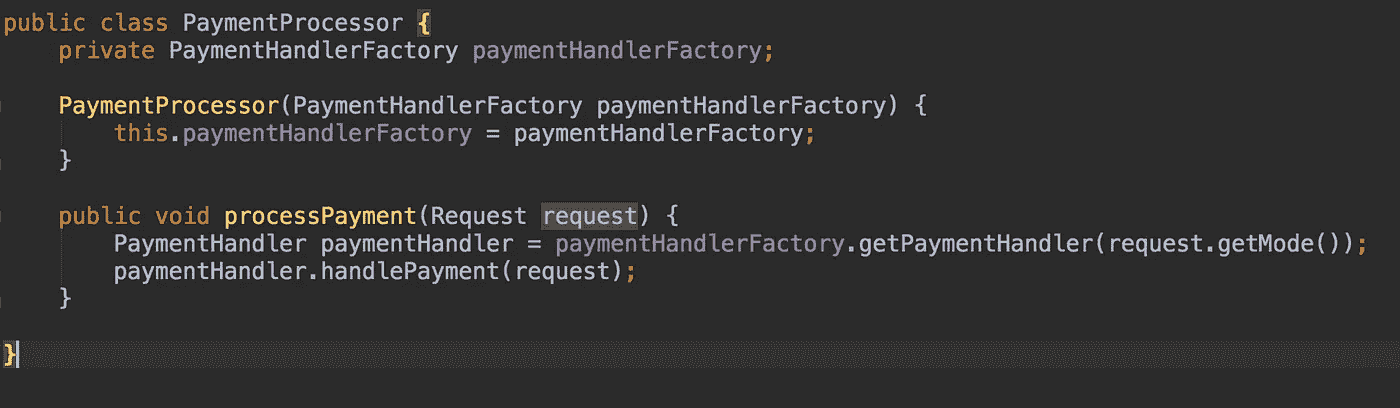 public class PaymentProcessor {
private PaymentHandlerFactory paymentHandlerFactory;
PaymentProcessor(PaymentHandlerFactory paymentHandlerFactory) {
this.paymentHandlerFactory = paymentHandlerFactory;
}
public void processPayment(Request request) {
PaymentHandler paymentHandler = paymentHandlerFactory.getPaymentHandler(request.getMode());
paymentHandler.handlePayment(request);
}
}